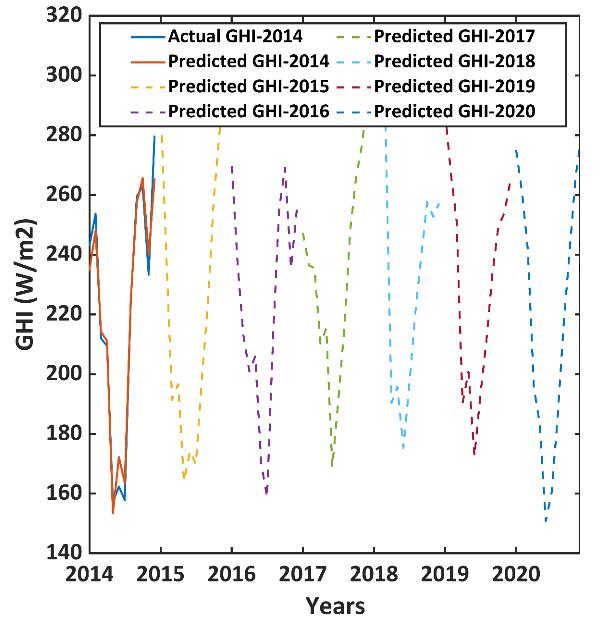 320
Actual GHI-2014 Predicted GHI-2017
Predicted GHI-2014 Predicted GHI-2018
Predicted GHI-2015 Predicted GHI-2019
Predicted GHI-2016 Predicted GHI-2020
300
280
260
240
220
200
180
160
140
GHI (W/m2)
2014 2015 2016 2017 2018 2019 2020
Years